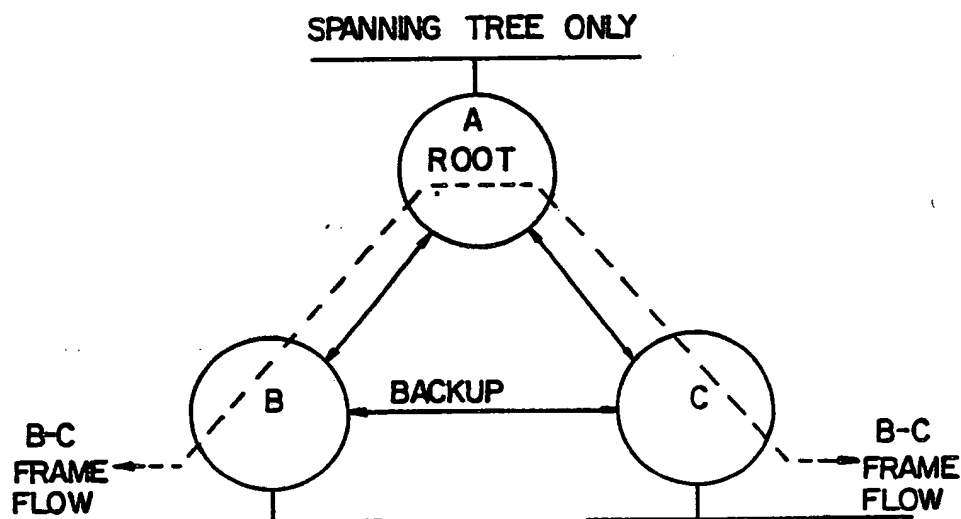 SPANNING TREE ONLY
A
ROOT
B
BACKUP
C
B-C
FRAME
FLOW
B-C
FRAME
FLOW